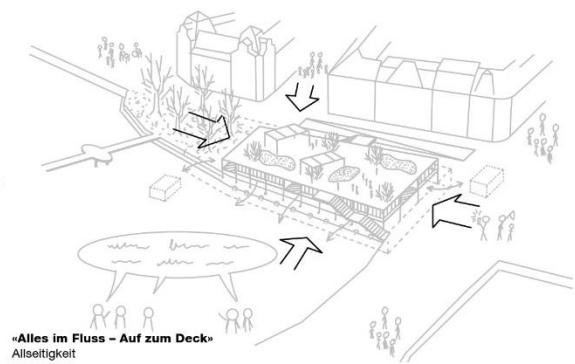 «Alles im Fluss – Auf zum Deck»
Allseitigkeit